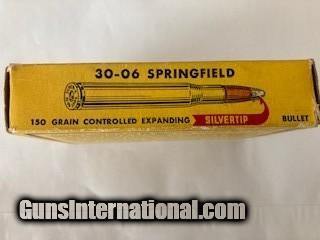 30-06 SPRINGFIELD
150 GRAIN CONTROLLED EXPANDING SILVERTIP BULLET
GunsInternational.com